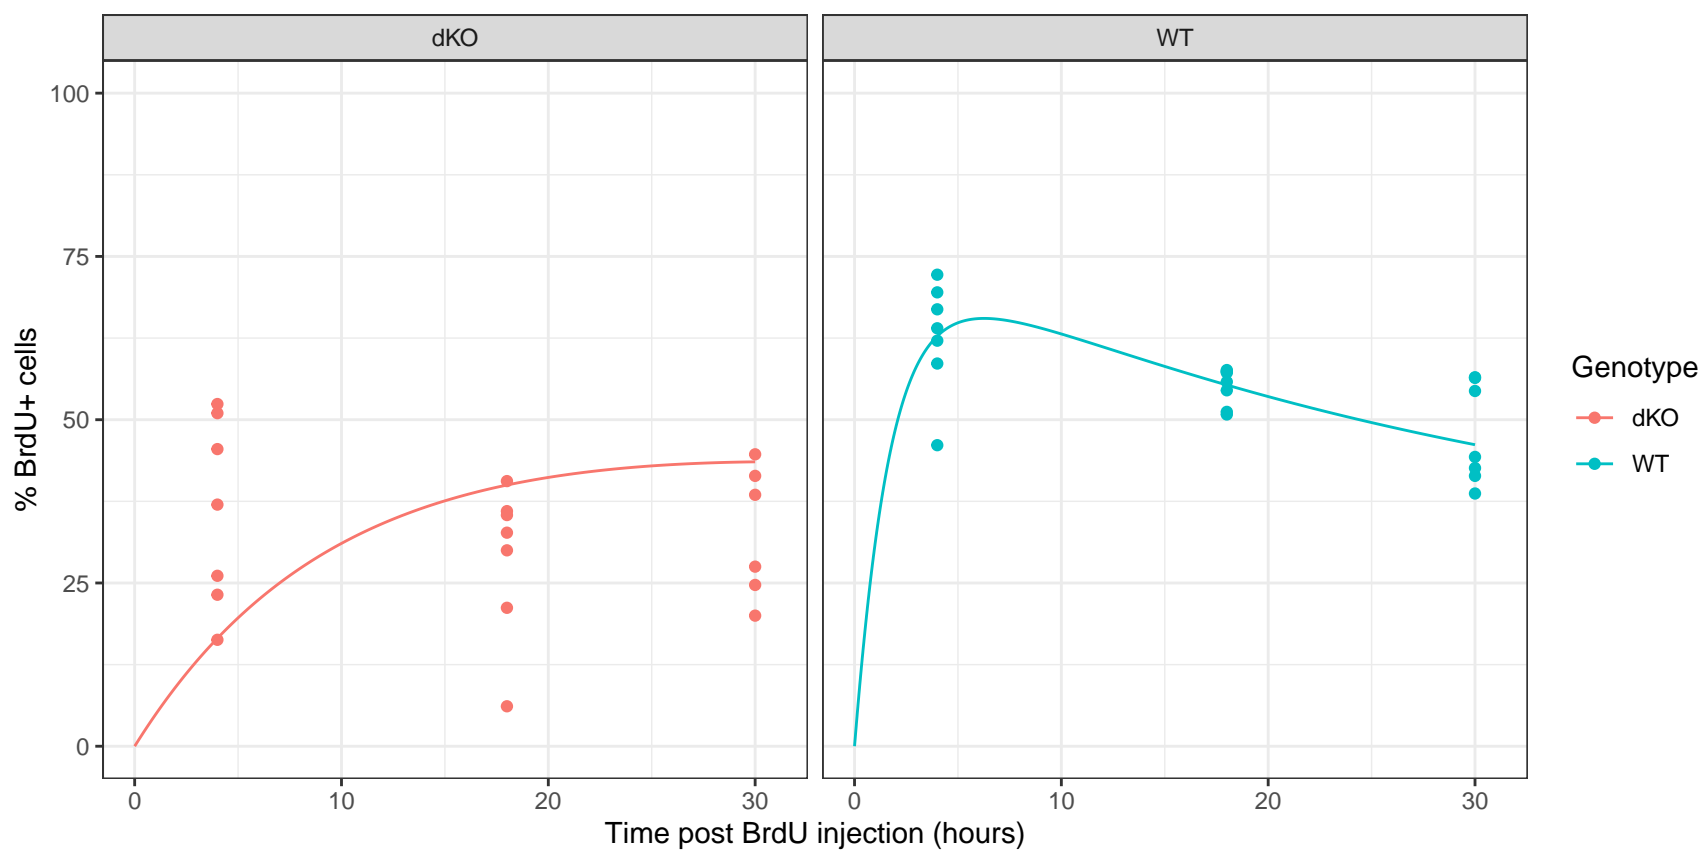 dKO
WT
% BrdU+ cells
100
75
50
25
0
0 10 20 30
0 10 20 30
Time post BrdU injection (hours)
Genotype
dKO
WT